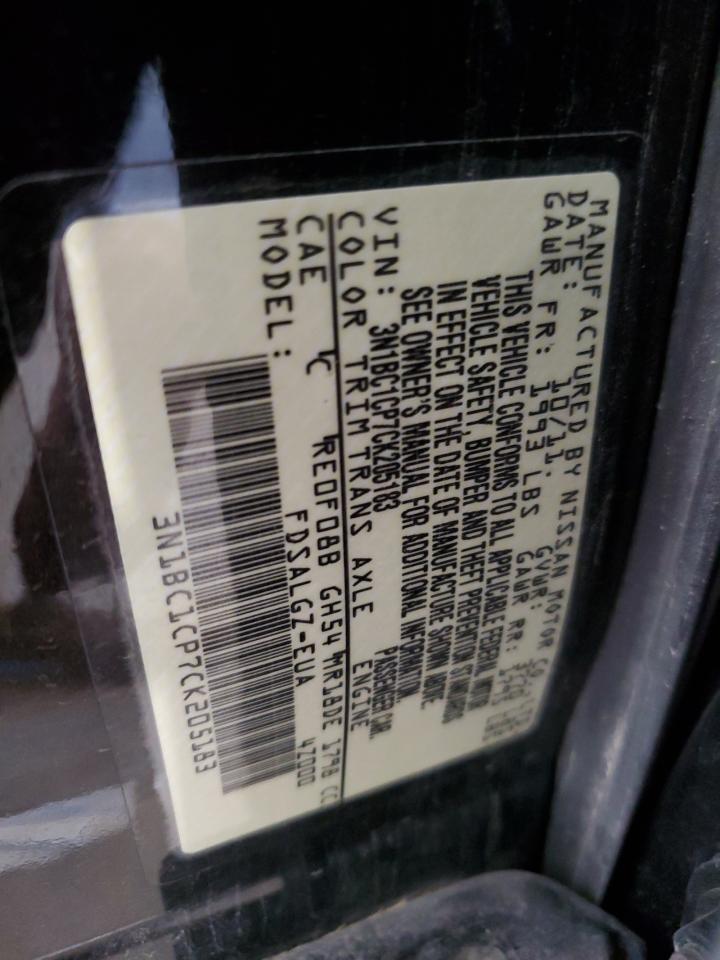 MANUFACTURED BY NISSAN MOTOR CO.,LTD.
DATE: 10/11. GVWR:
GAWR FR: 1993 LBS GAWR RR:
THIS VEHICLE CONFORMS TO ALL APPLICABLE FEDERAL MOTOR
VEHICLE SAFETY, BUMPER AND THEFT PREVENTION STANDARDS
IN EFFECT ON THE DATE OF MANUFACTURE SHOWN ABOVE.
SEE OWNER'S MANUAL FOR ADDITIONAL INFORMATION.
VIN: 3N1BC1CP7CK205183 PASSENGER CAR.
COLOR TRIM TRANS AXLE ENGINE
CAE C RE0F08B GH54 MR18DE 1798 CC
MODEL: FDSALGZ-EUA 4Z000
3N1BC1CP7CK205183